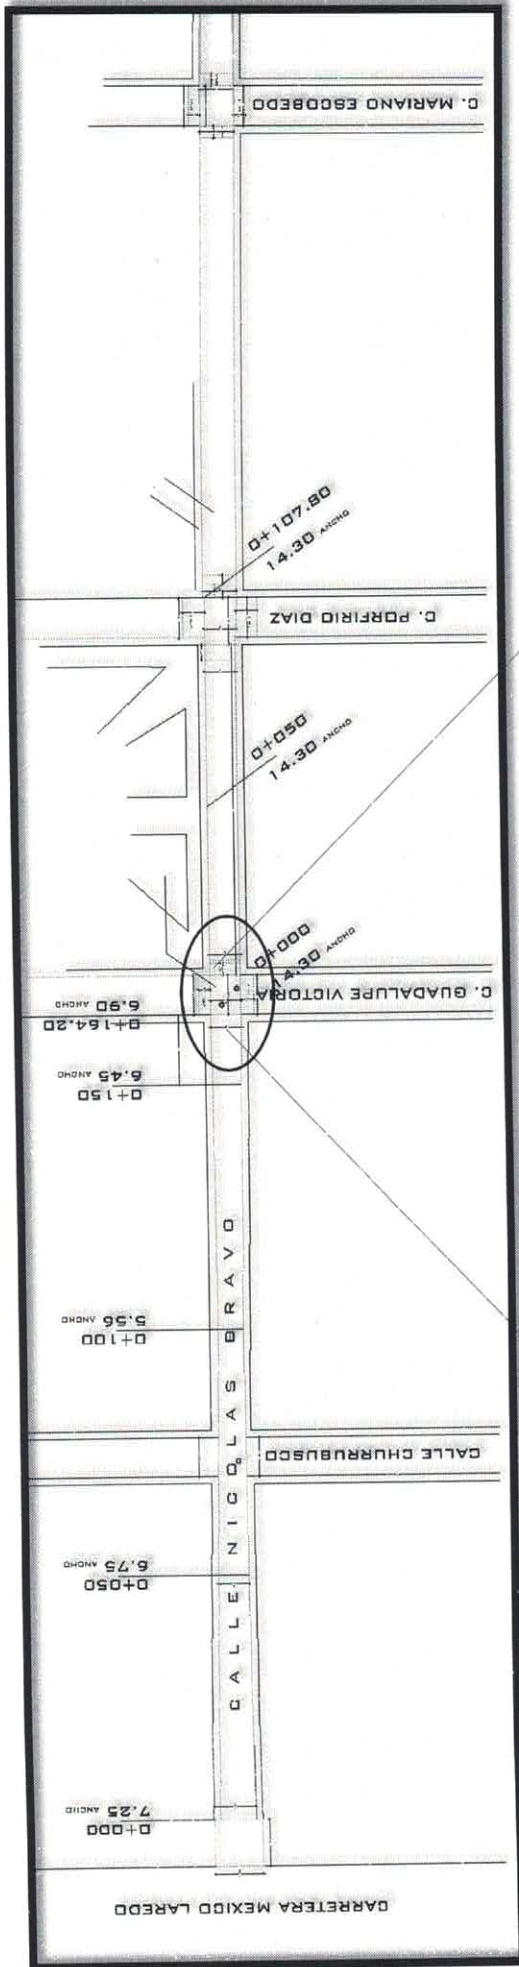 C. MARIANO ESCOBEDO
0+107.80
14.30 ANCHO
C. PORFIRIO DIAZ
0+050
14.30 ANCHO
0+000
14.30 ANCHO
C. GUADALUPE VICTORIA
0+164.20
6.90 ANCHO
0+150
6.45 ANCHO
0+100
5.56 ANCHO
CALLE NICOLAS BRAVO
CALLE CHURRUBUSCO
0+050
6.75 ANCHO
0+000
7.25 ANCHO
CARRETERA MEXICO LAREDO